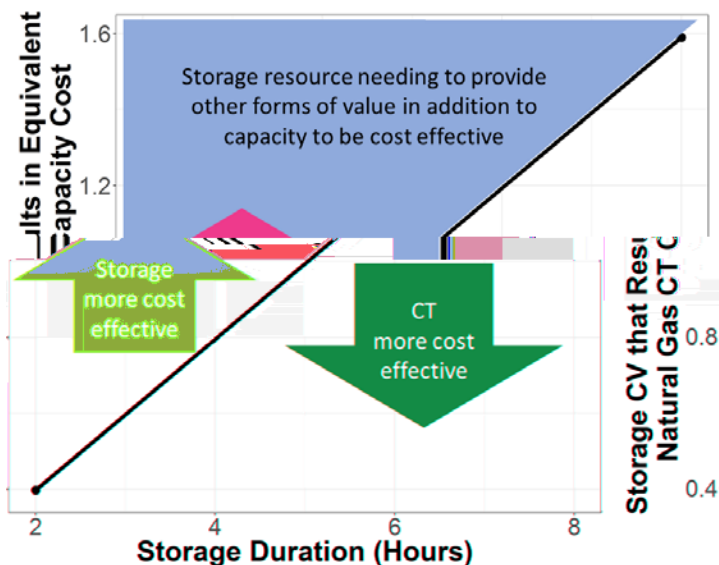 1.6
Storage resource needing to provide
other forms of value in addition to
capacity to be cost effective
1.2
lts in Equivalent
apacity Cost
Storage
more cost
effective
CT
more cost
effective
Storage CV that Resu
Natural Gas CT C
0.8
0.4
2
4
6
8
Storage Duration (Hours)